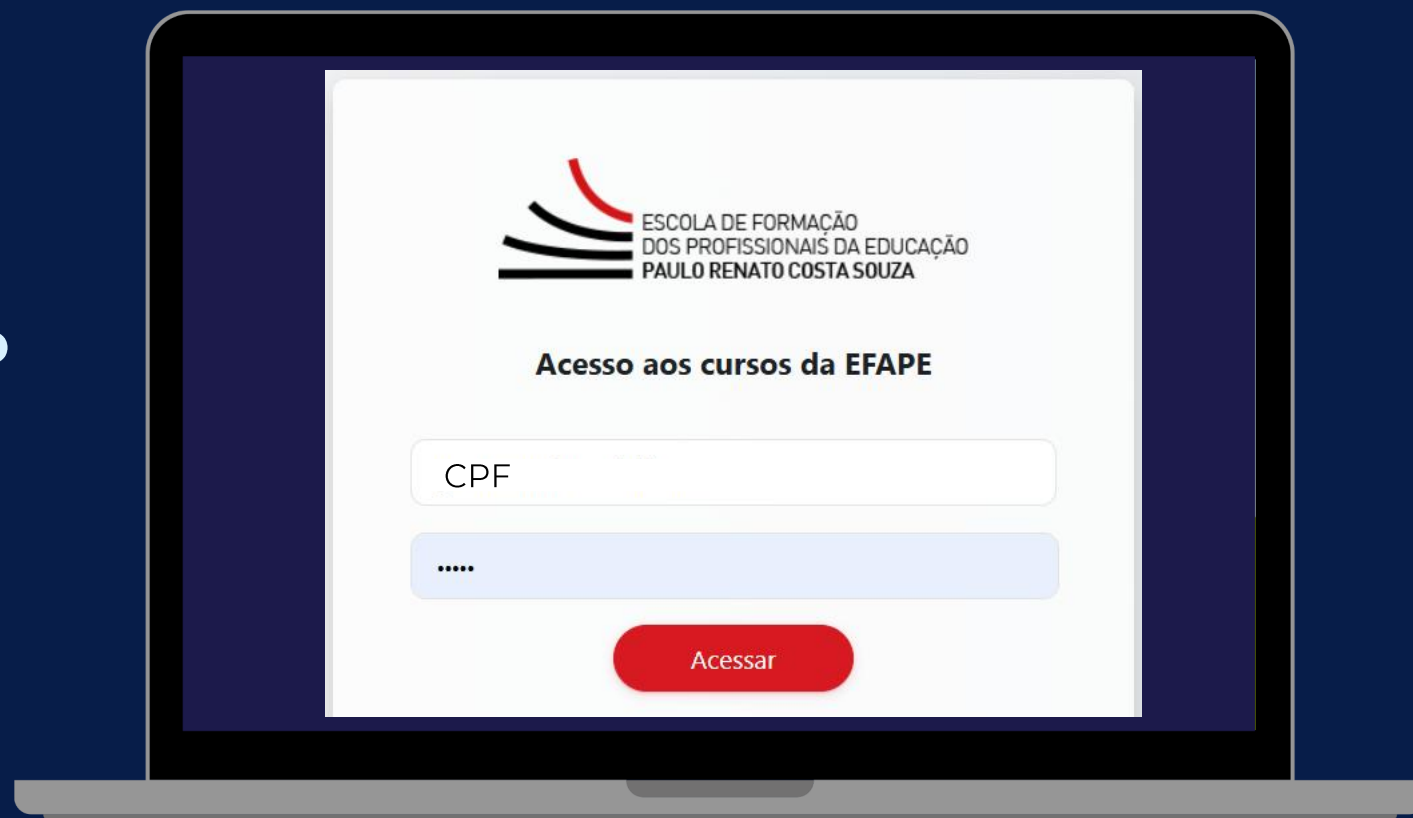 ESCOLA DE FORMAÇÃO
DOS PROFISSIONAIS DA EDUCAÇÃO
PAULO RENATO COSTA SOUZA
Acesso aos cursos da EFAPE
CPF
•••••
Acessar